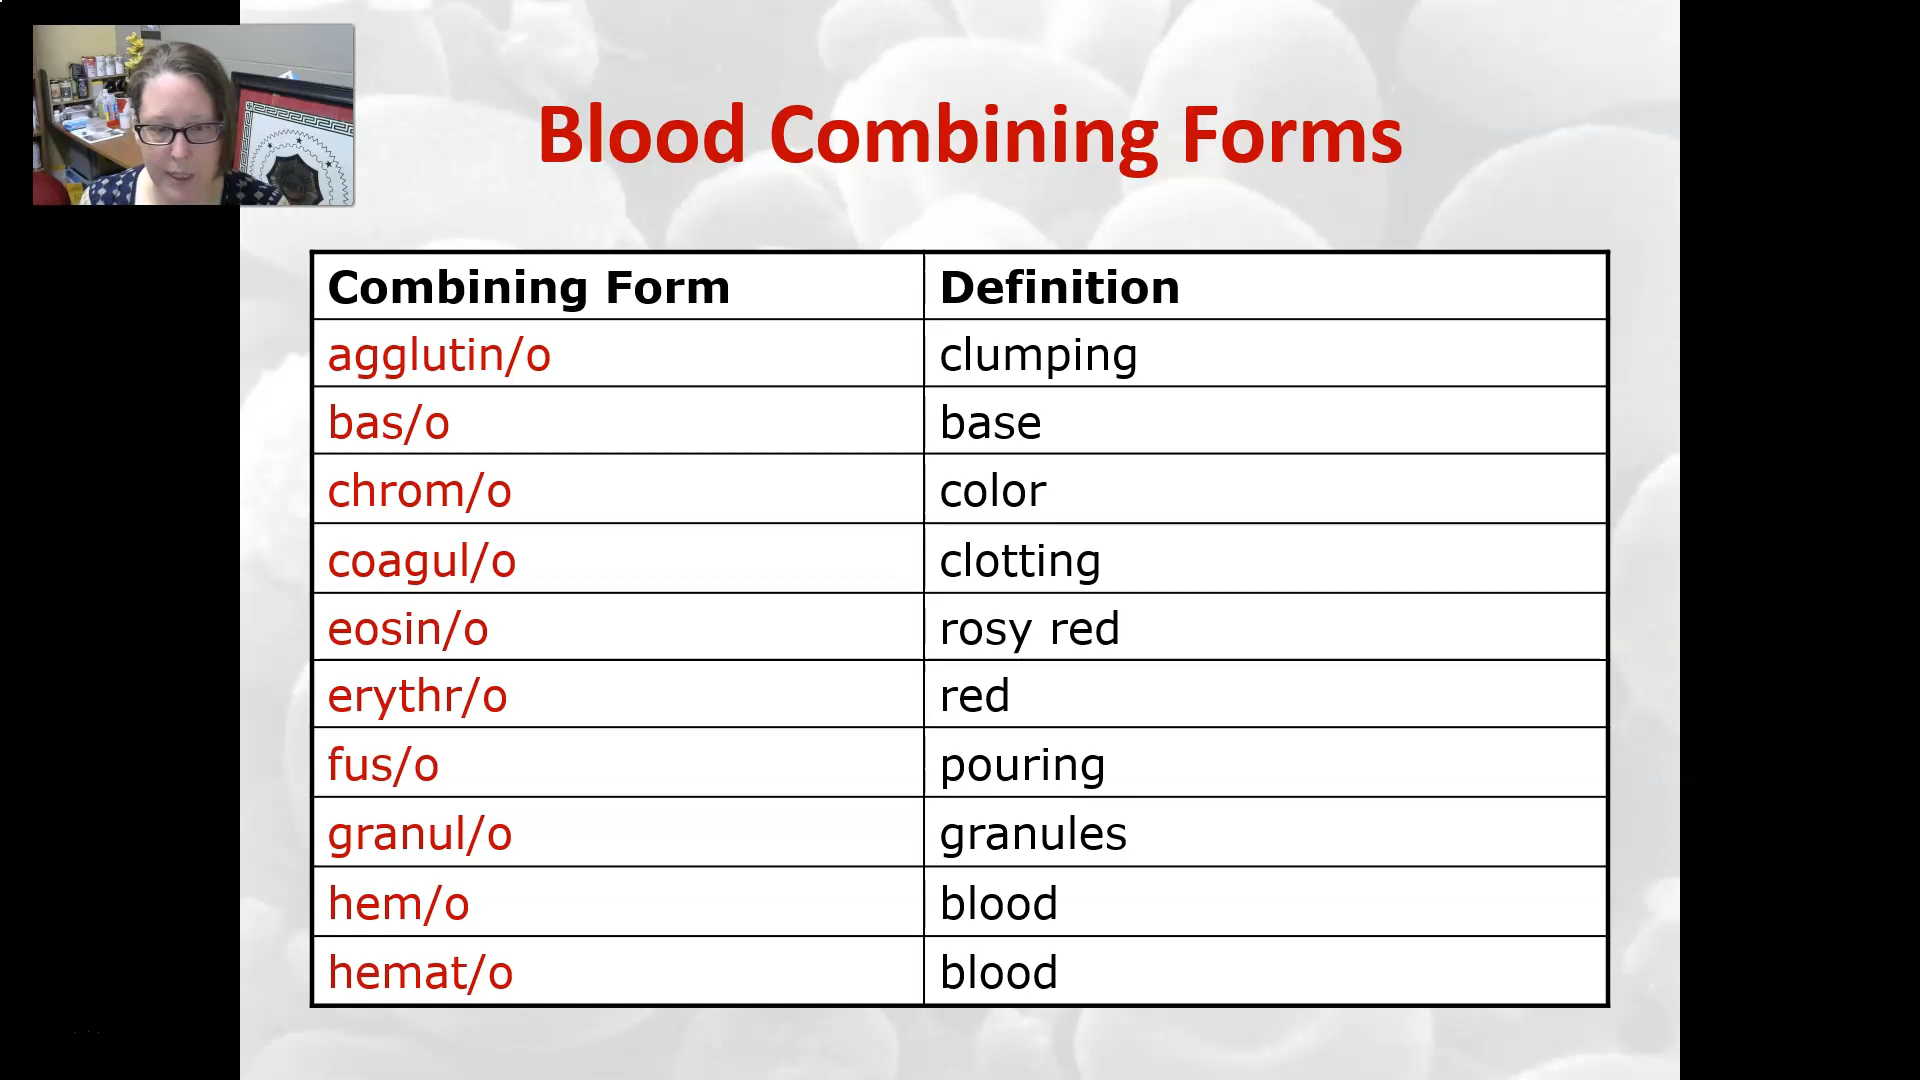 Blood Combining Forms
Combining Form Definition
agglutin/o clumping
bas/o base
chrom/o color
coagul/o clotting
eosin/o rosy red
erythr/o red
fus/o pouring
granul/o granules
hem/o blood
hemat/o blood